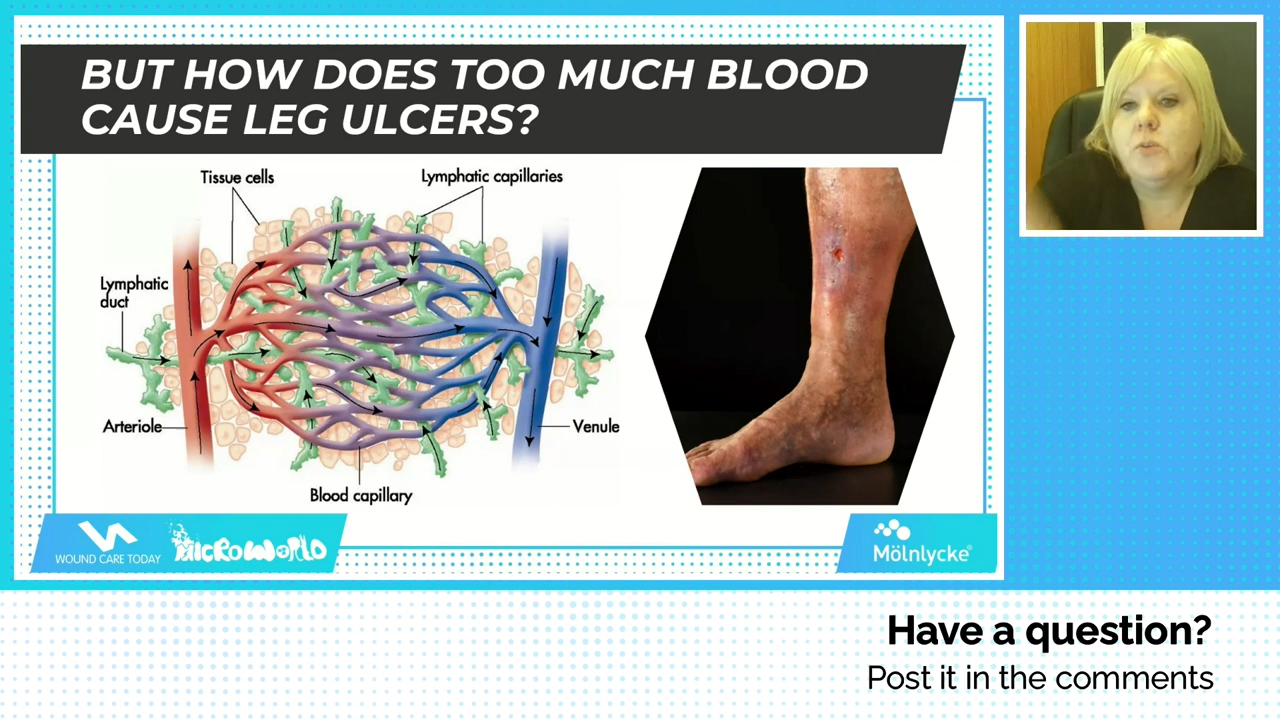 BUT HOW DOES TOO MUCH BLOOD
CAUSE LEG ULCERS?
Tissue cells
Lymphatic capillaries
Lymphatic
duct
Arteriole
Venule
Blood capillary
WOUND CARE TODAY
MICROWORLD
Mölnlycke®
Have a question?
Post it in the comments